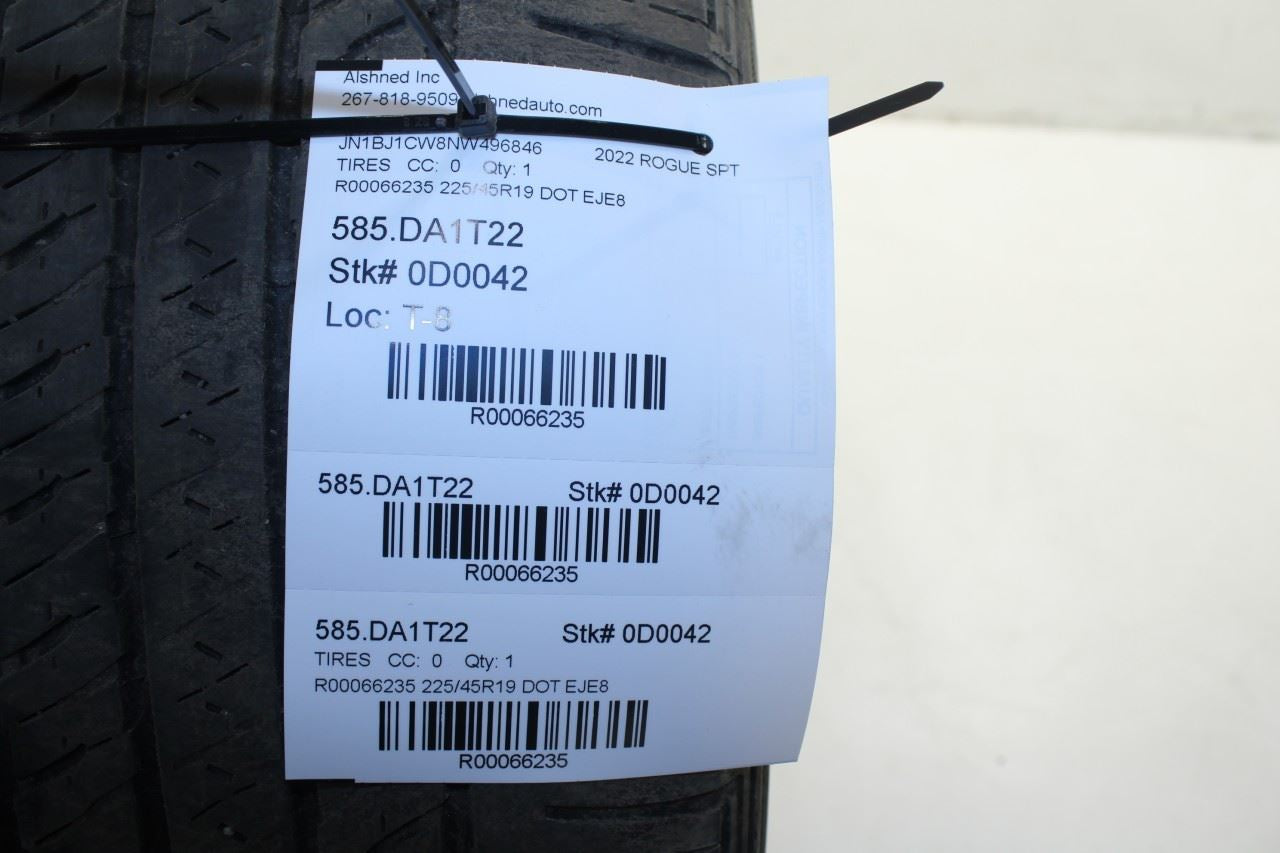 Alshned Inc
267-818-9509 alshnedauto.com
JN1BJ1CW8NW496846 2022 ROGUE SPT
TIRES CC: 0 Qty: 1
R00066235 225/45R19 DOT EJE8
585.DA1T22
Stk# 0D0042
Loc: T-8
R00066235
585.DA1T22 Stk# 0D0042
R00066235
585.DA1T22 Stk# 0D0042
TIRES CC: 0 Qty: 1
R00066235 225/45R19 DOT EJE8
R00066235